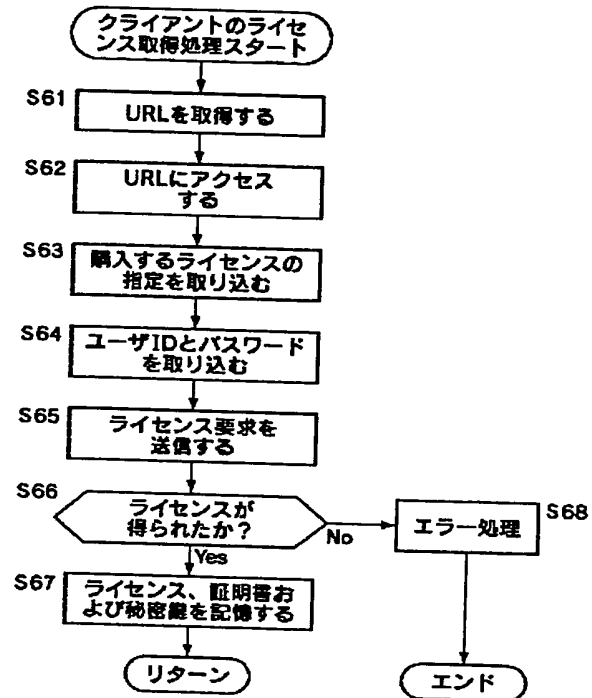 クライアントのライセ
ンス取得処理スタート
S61
URLを取得する
S62
URLにアクセス
する
S63
購入するライセンスの
指定を取り込む
S64
ユーザIDとパスワード
を取り込む
S65
ライセンス要求を
送信する
S66
ライセンスが
得られたか？
No
エラー処理
S68
Yes
S67
ライセンス、証明書お
よび秘密鍵を記憶する
リターン
エンド